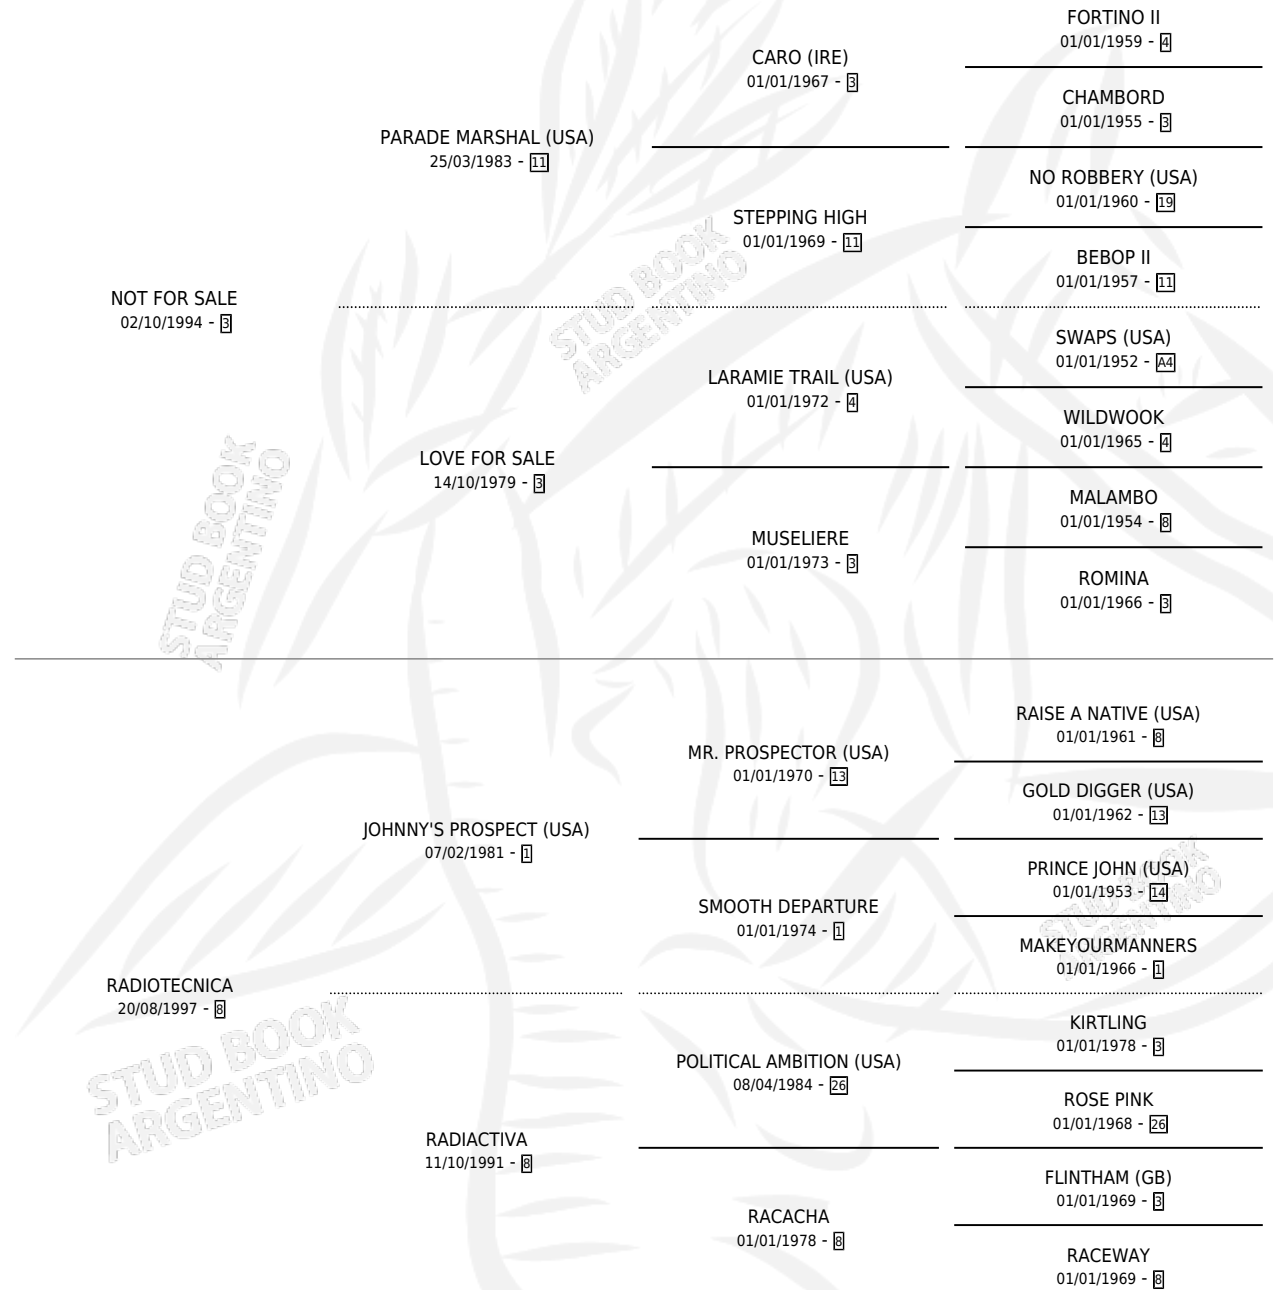 FORTINO II
01/01/1959 - 4
CARO (IRE)
01/01/1967 - 3
CHAMBORD
01/01/1955 - 3
PARADE MARSHAL (USA)
25/03/1983 - 11
NO ROBBERY (USA)
01/01/1960 - 19
STEPPING HIGH
01/01/1969 - 11
BEBOP II
01/01/1957 - 11
NOT FOR SALE
02/10/1994 - 3
SWAPS (USA)
01/01/1952 - A4
LARAMIE TRAIL (USA)
01/01/1972 - 4
WILDWOOK
01/01/1965 - 4
LOVE FOR SALE
14/10/1979 - 3
MALAMBO
01/01/1954 - 8
MUSELIERE
01/01/1973 - 3
ROMINA
01/01/1966 - 3
RAISE A NATIVE (USA)
01/01/1961 - 8
MR. PROSPECTOR (USA)
01/01/1970 - 13
GOLD DIGGER (USA)
01/01/1962 - 13
JOHNNY'S PROSPECT (USA)
07/02/1981 - 1
PRINCE JOHN (USA)
01/01/1953 - 14
SMOOTH DEPARTURE
01/01/1974 - 1
MAKEYOURMANNERS
01/01/1966 - 1
RADIOTECNICA
20/08/1997 - 8
KIRTLING
01/01/1978 - 3
POLITICAL AMBITION (USA)
08/04/1984 - 26
ROSE PINK
01/01/1968 - 26
RADIACTIVA
11/10/1991 - 8
FLINTHAM (GB)
01/01/1969 - 3
RACACHA
01/01/1978 - 8
RACEWAY
01/01/1969 - 8
STUD BOOK
ARGENTINO
STUD BOOK
ARGENTINO
STUD BOOK
ARGENTINO
STUD BOOK
ARGENTINO